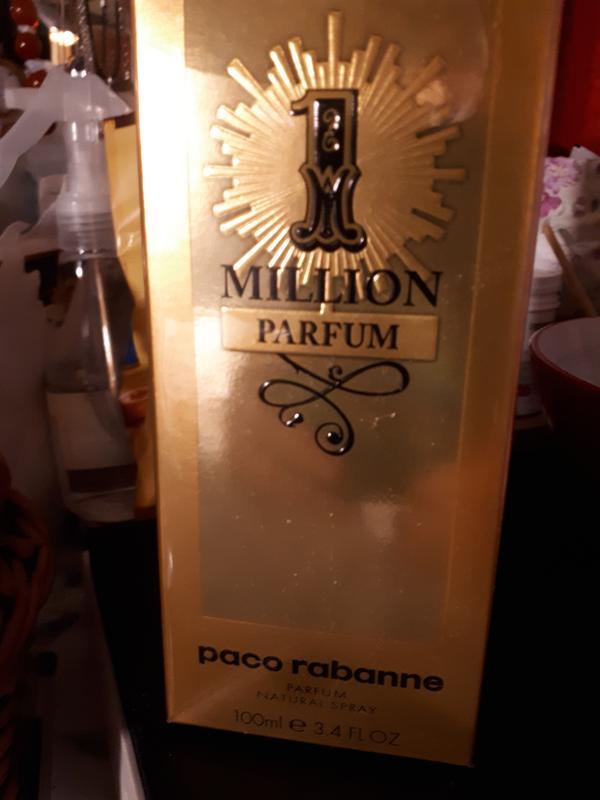 1
MILLION
PARFUM
paco rabanne
PARFUM
NATURAL SPRAY
100ml e 3.4 FL OZ